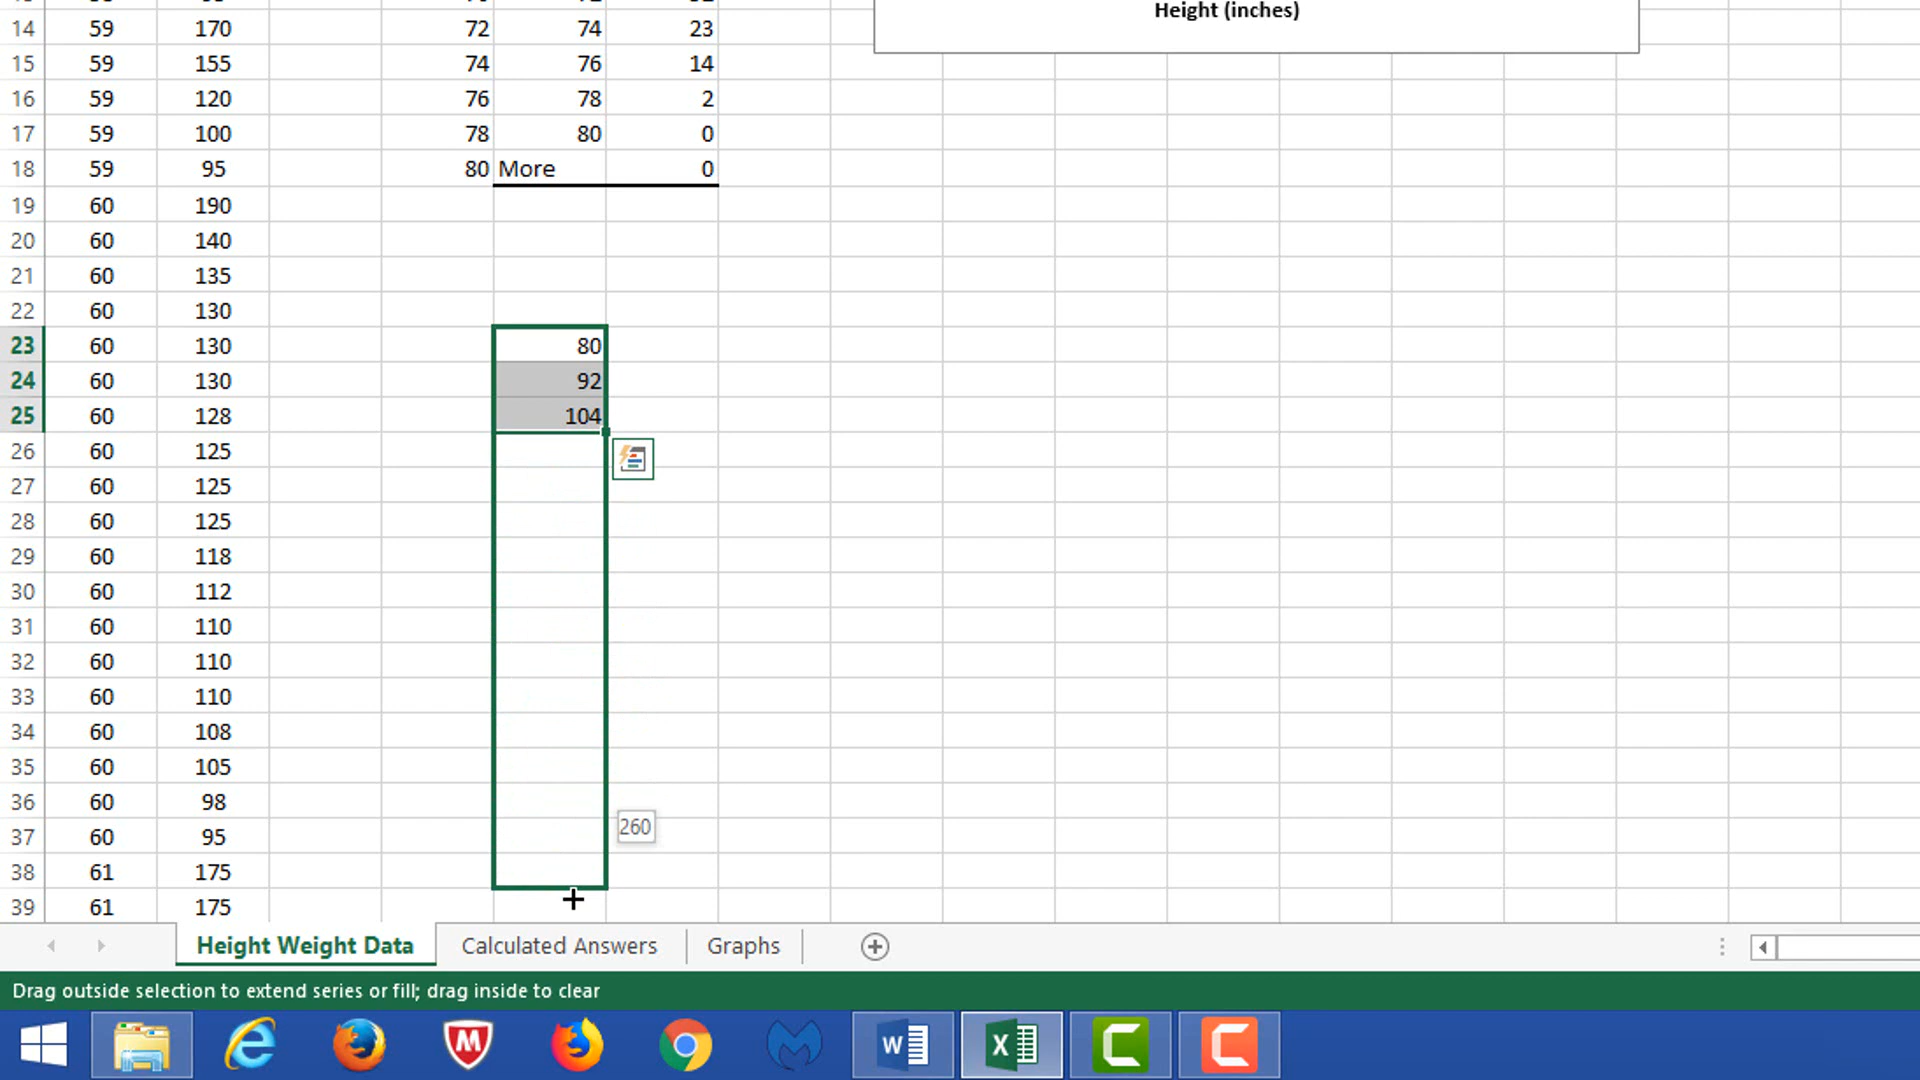 Height (inches)
14 59 170 72 74 23
15 59 155 74 76 14
16 59 120 76 78 2
17 59 100 78 80 0
18 59 95 80 More 0
19 60 190
20 60 140
21 60 135
22 60 130
23 60 130 80
24 60 130 92
25 60 128 104
26 60 125
27 60 125
28 60 125
29 60 118
30 60 112
31 60 110
32 60 110
33 60 110
34 60 108
35 60 105
36 60 98
37 60 95 260
38 61 175
39 61 175
Height Weight Data Calculated Answers Graphs
Drag outside selection to extend series or fill; drag inside to clear